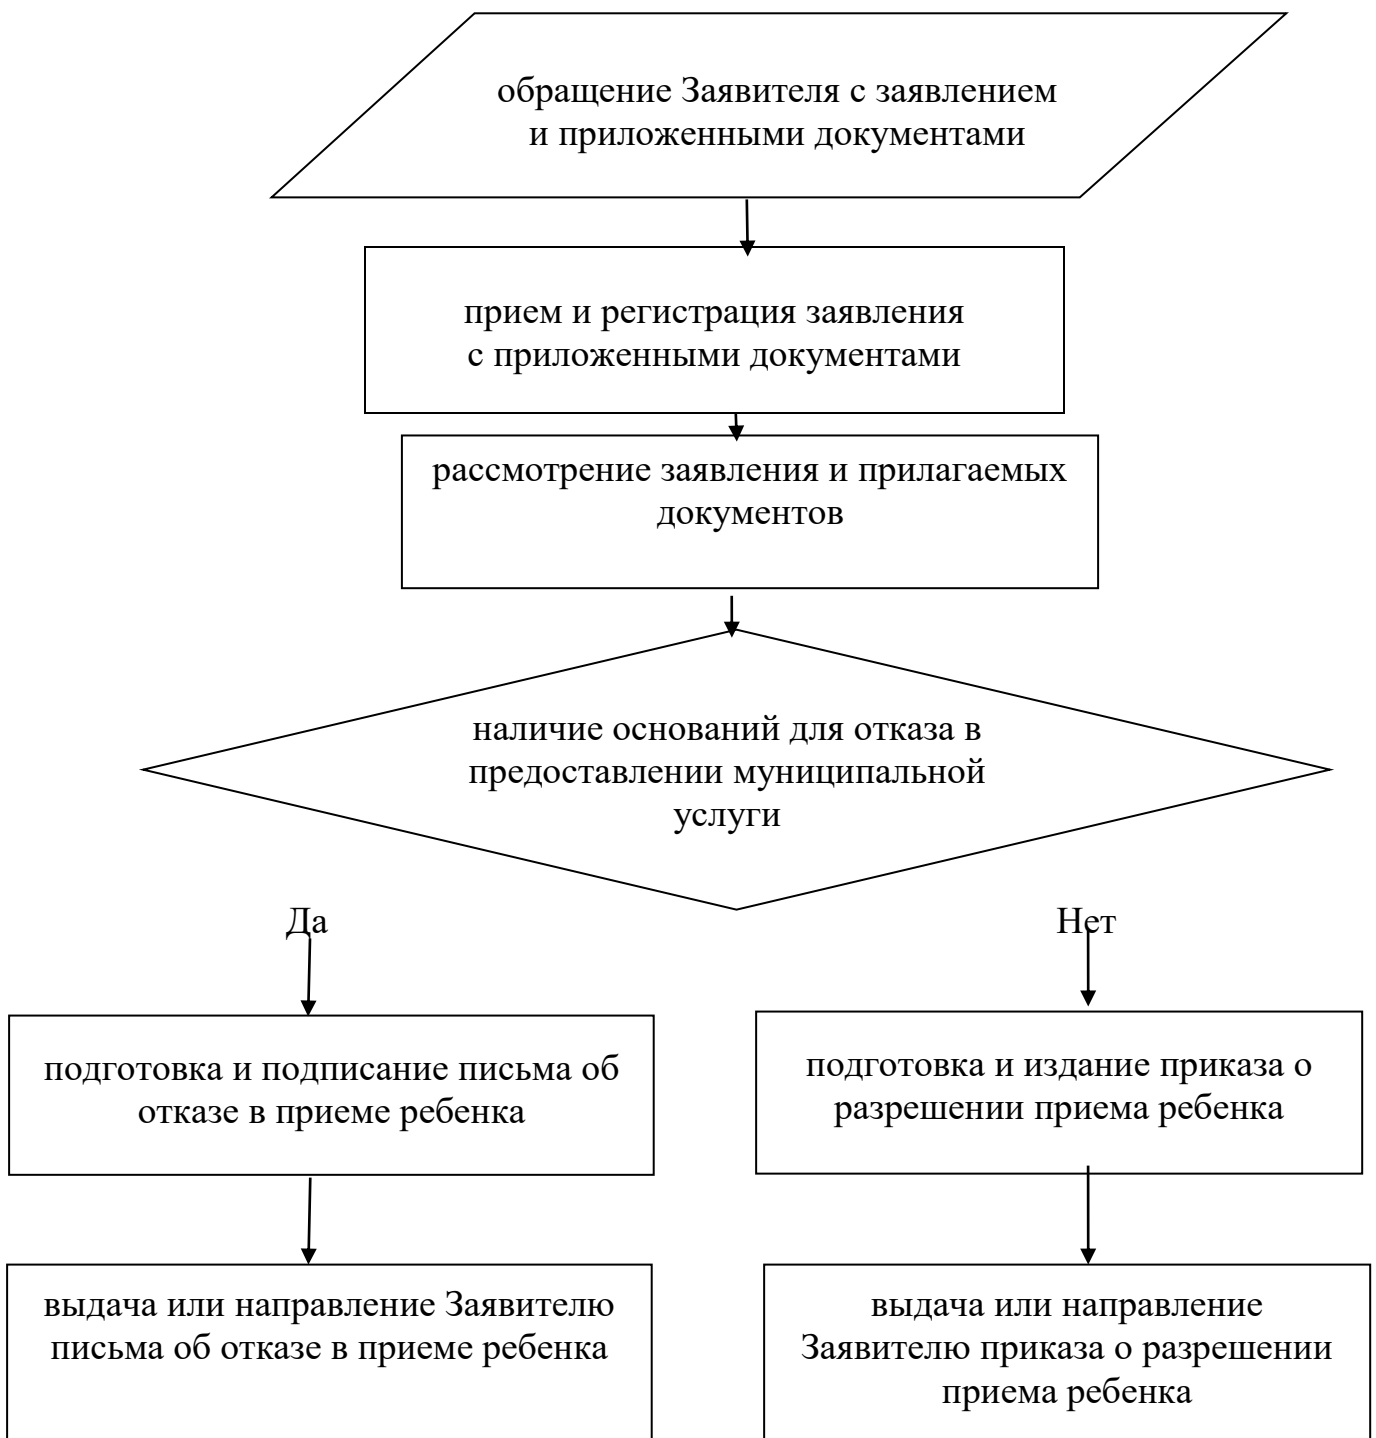 обращение Заявителя с заявлением
и приложенными документами
прием и регистрация заявления
с приложенными документами
рассмотрение заявления и прилагаемых
документов
наличие оснований для отказа в
предоставлении муниципальной
услуги
Да
Нет
подготовка и подписание письма об
отказе в приеме ребенка
подготовка и издание приказа о
разрешении приема ребенка
выдача или направление Заявителю
письма об отказе в приеме ребенка
выдача или направление
Заявителю приказа о разрешении
приема ребенка